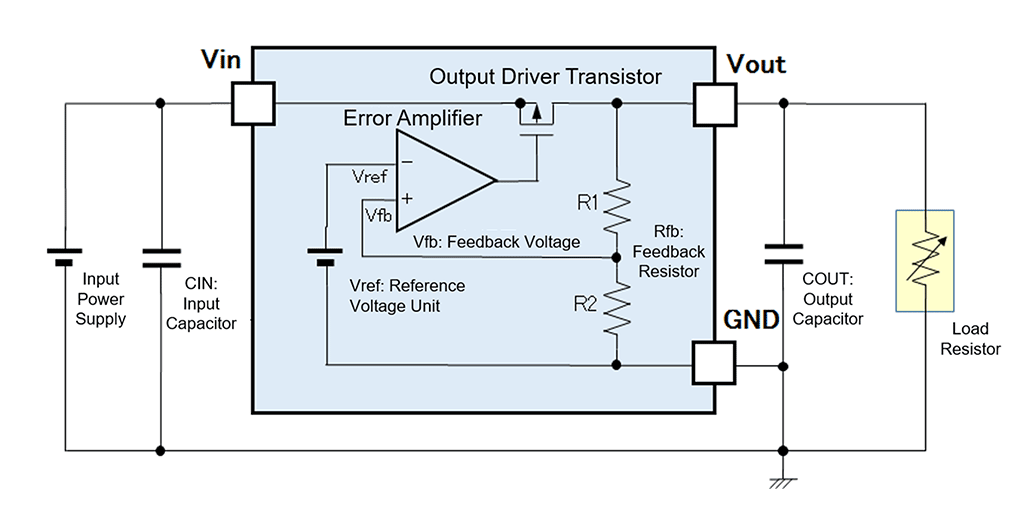 Vin
Output Driver Transistor
Vout
Error Amplifier
−
Vref
+
Vfb
R1
Vfb: Feedback Voltage
Rfb:
Feedback
Resistor
Input
Power
Supply
CIN:
Input
Capacitor
Vref: Reference
Voltage Unit
R2
GND
COUT:
Output
Capacitor
Load
Resistor